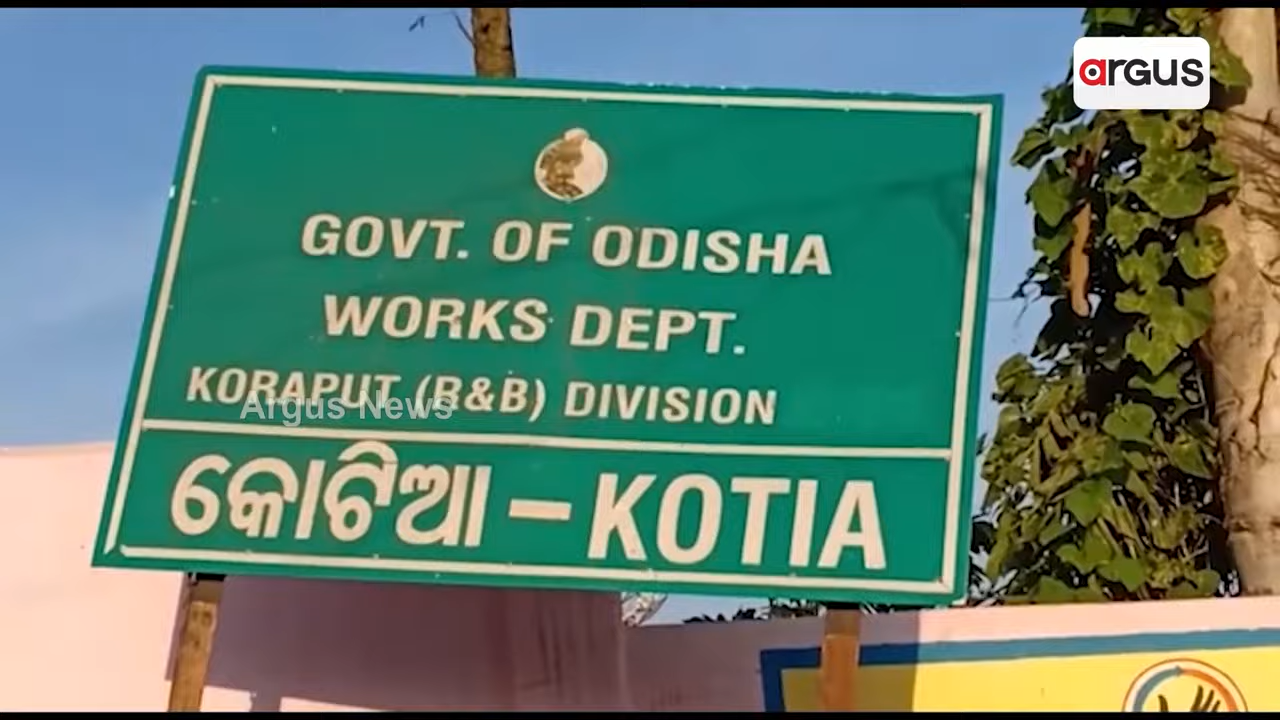 argus
GOVT. OF ODISHA
WORKS DEPT.
KORAPUT (R&B) DIVISION
Argus News
କୋଟିଆ – KOTIA